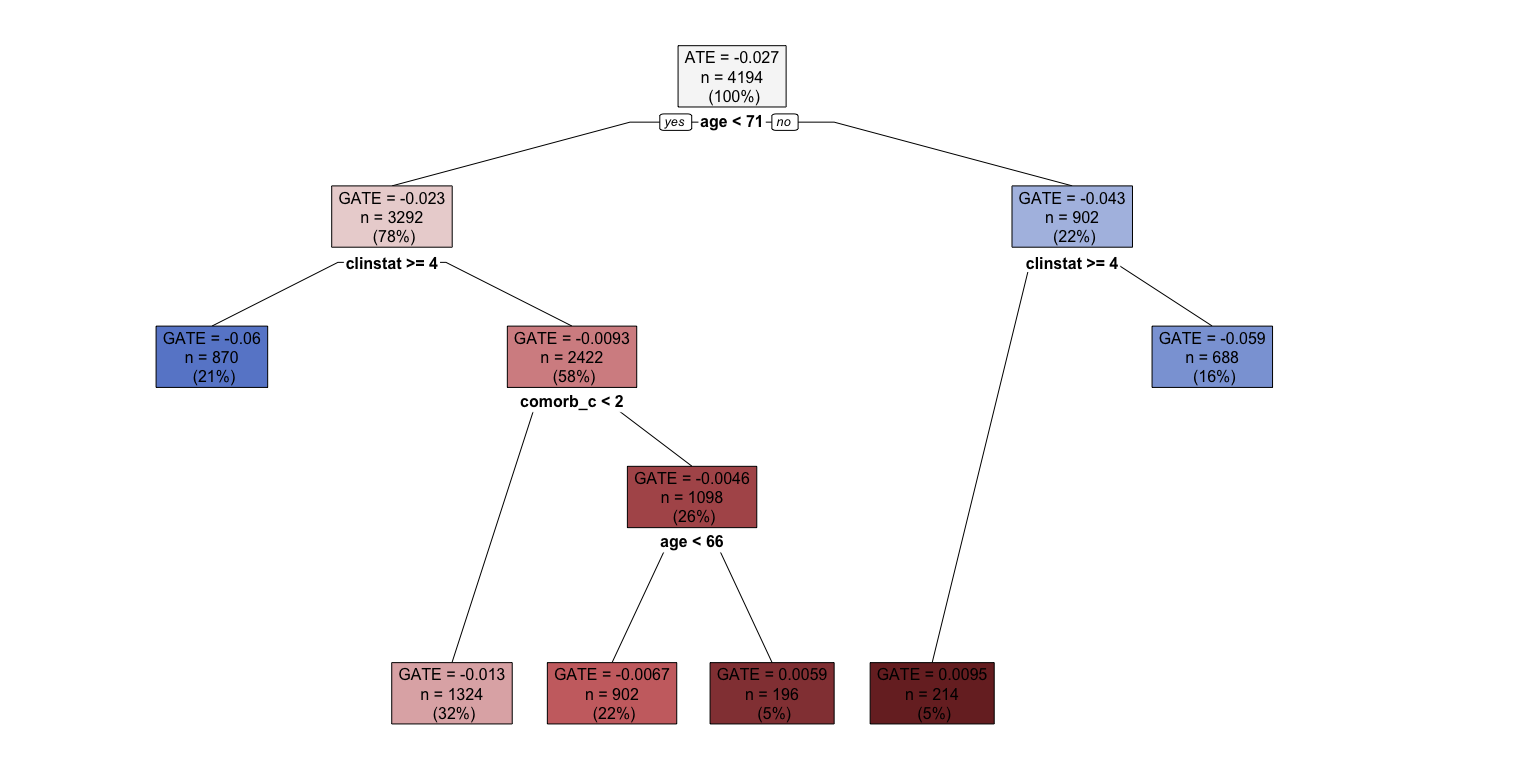 ATE = -0.027
n = 4194
(100%)
yes age < 71 no
GATE = -0.023
n = 3292
(78%)
GATE = -0.043
n = 902
(22%)
clinstat >= 4
clinstat >= 4
GATE = -0.06
n = 870
(21%)
GATE = -0.0093
n = 2422
(58%)
GATE = -0.059
n = 688
(16%)
comorb_c < 2
GATE = -0.0046
n = 1098
(26%)
age < 66
GATE = -0.013
n = 1324
(32%)
GATE = -0.0067
n = 902
(22%)
GATE = 0.0059
n = 196
(5%)
GATE = 0.0095
n = 214
(5%)